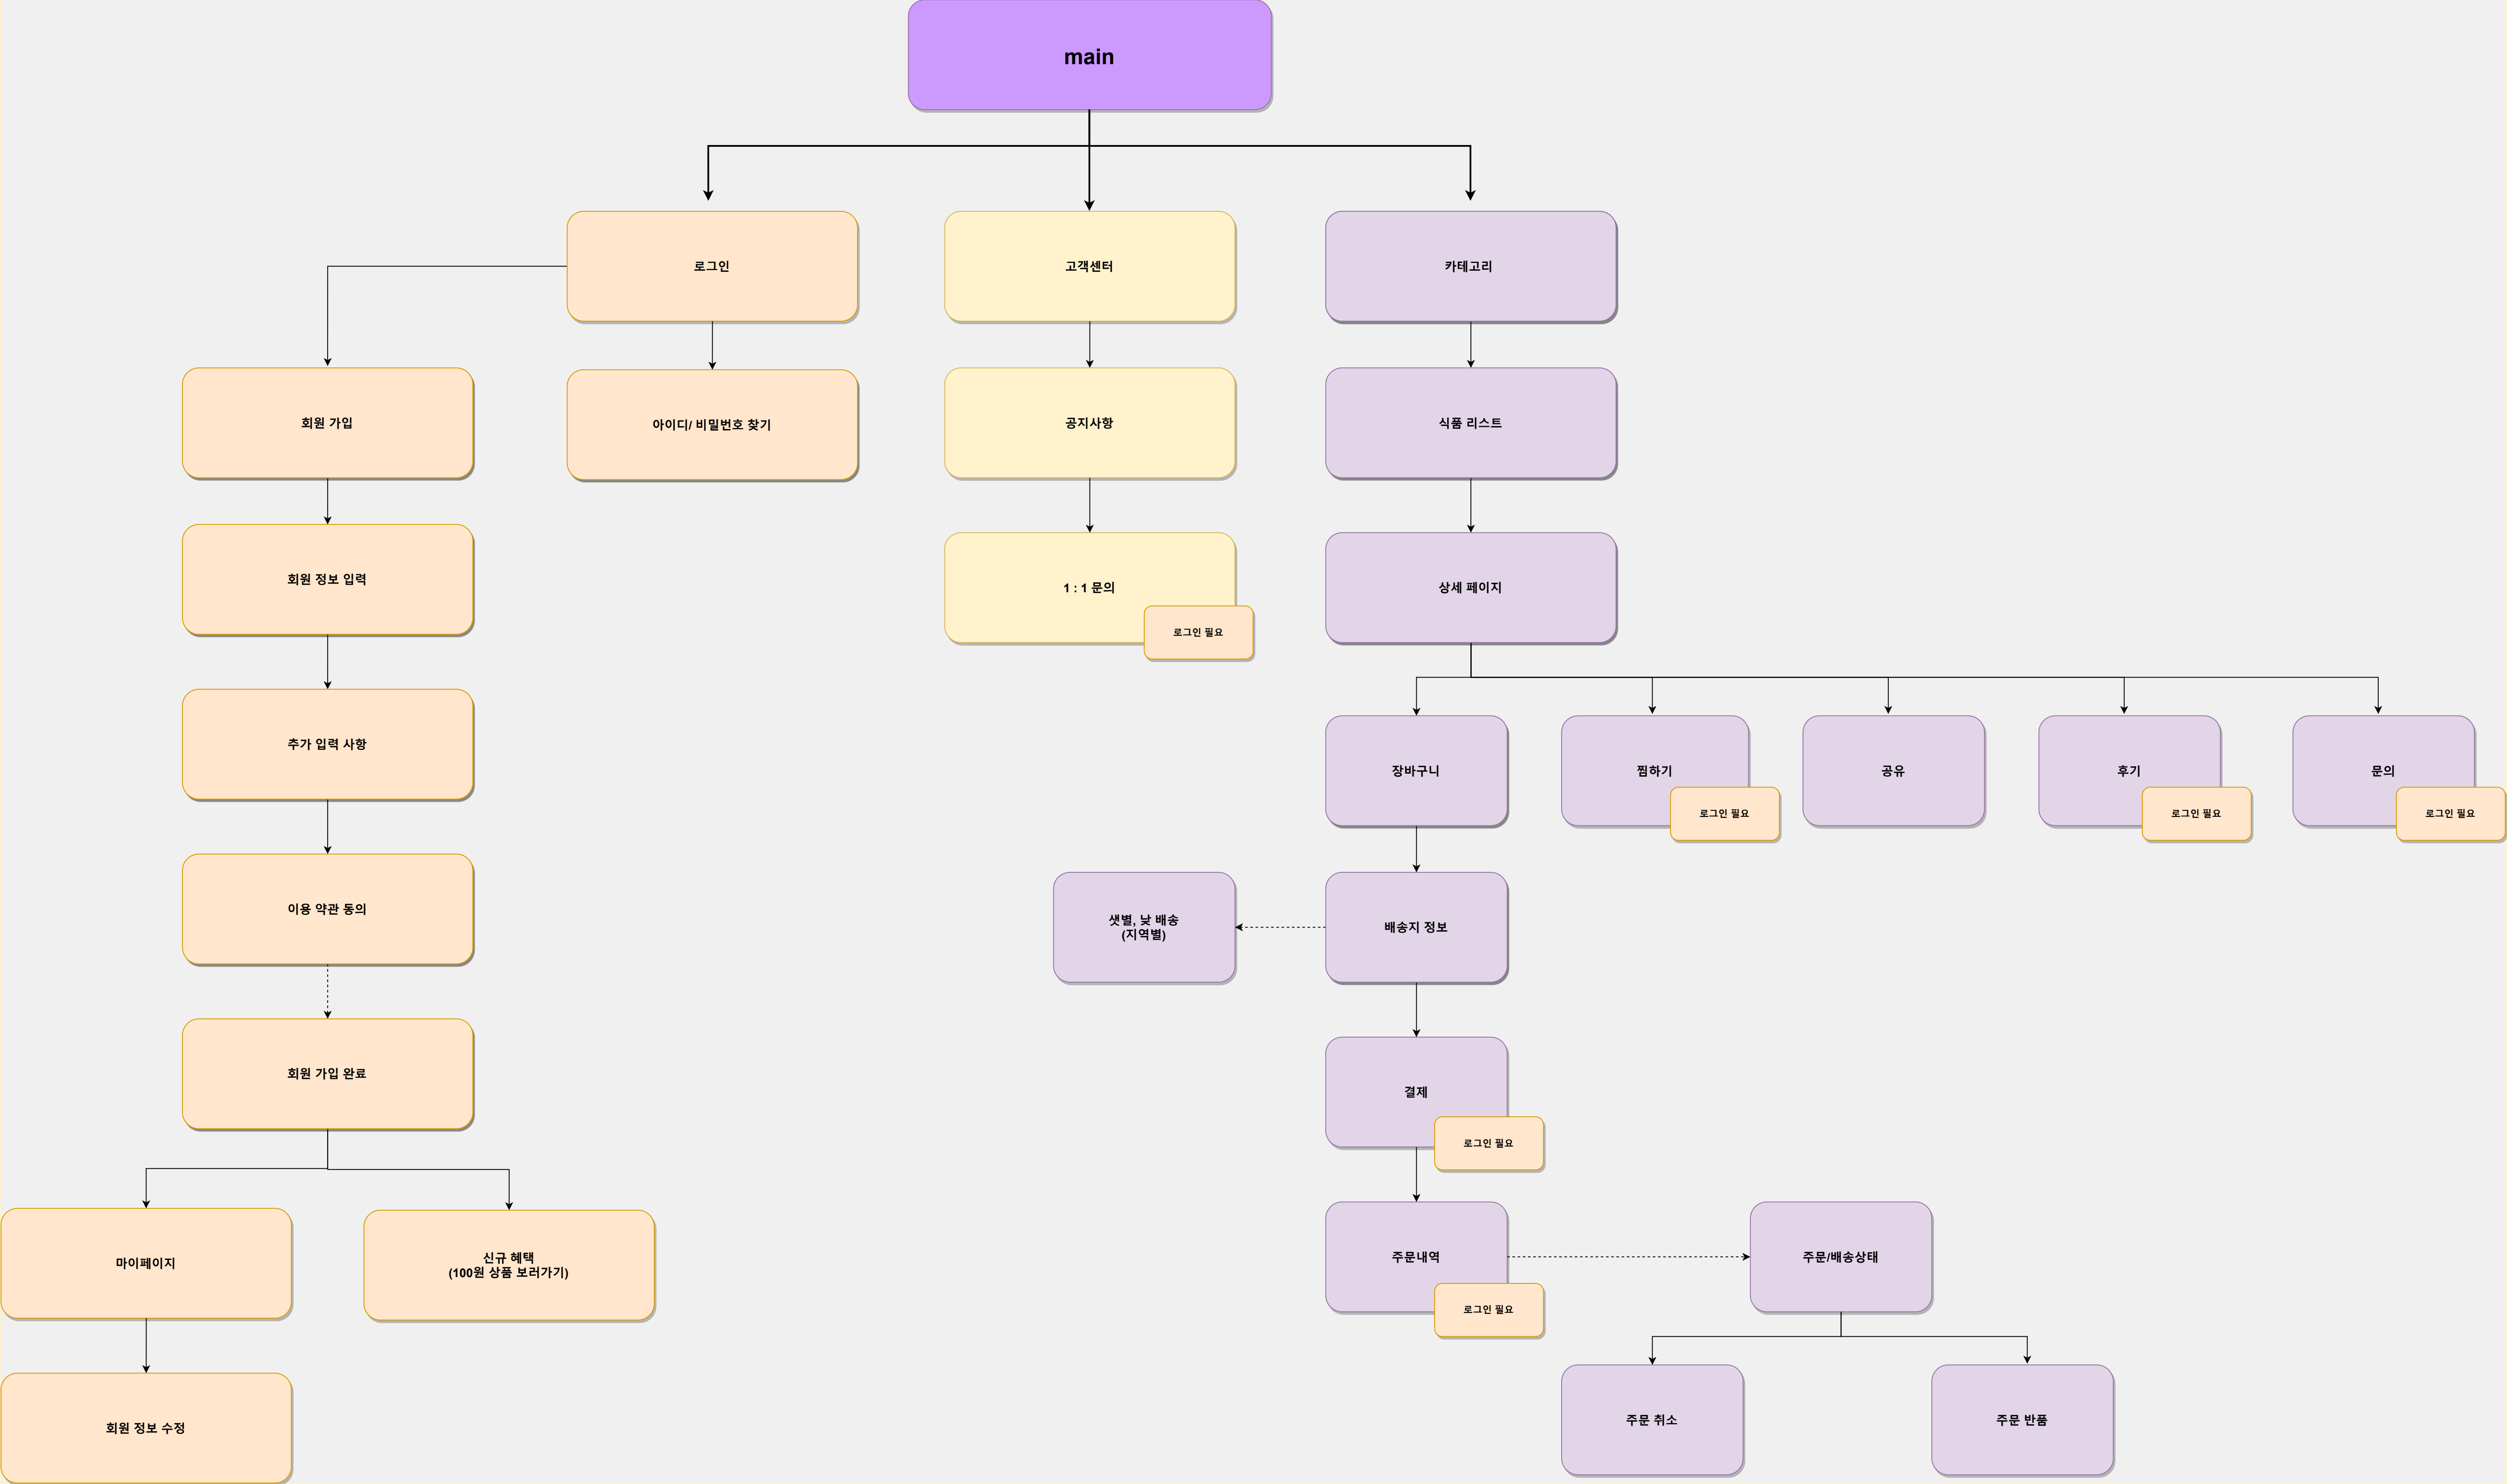 main
로그인
고객센터
카테고리
회원 가입
아이디/ 비밀번호 찾기
공지사항
식품 리스트
회원 정보 입력
1 : 1 문의
로그인 필요
상세 페이지
추가 입력 사항
장바구니
찜하기
로그인 필요
공유
후기
로그인 필요
문의
로그인 필요
이용 약관 동의
샛별, 낮 배송
(지역별)
배송지 정보
회원 가입 완료
결제
로그인 필요
마이페이지
신규 혜택
(100원 상품 보러가기)
주문내역
로그인 필요
주문/배송상태
회원 정보 수정
주문 취소
주문 반품